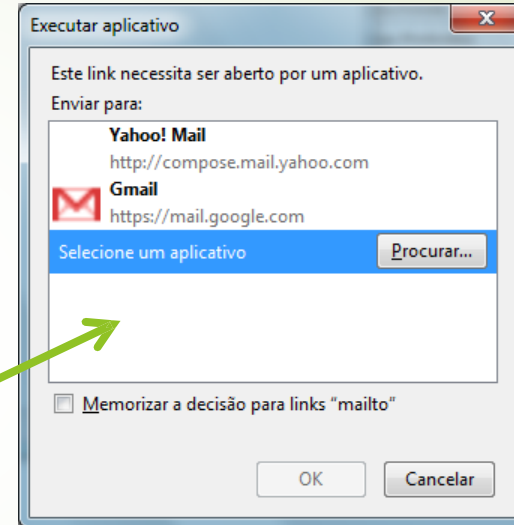 Executar aplicativo
Este link necessita ser aberto por um aplicativo.
Enviar para:
Yahoo! Mail
http://compose.mail.yahoo.com
Gmail
https://mail.google.com
Selecione um aplicativo Procurar...
Memorizar a decisão para links “mailto”
OK Cancelar